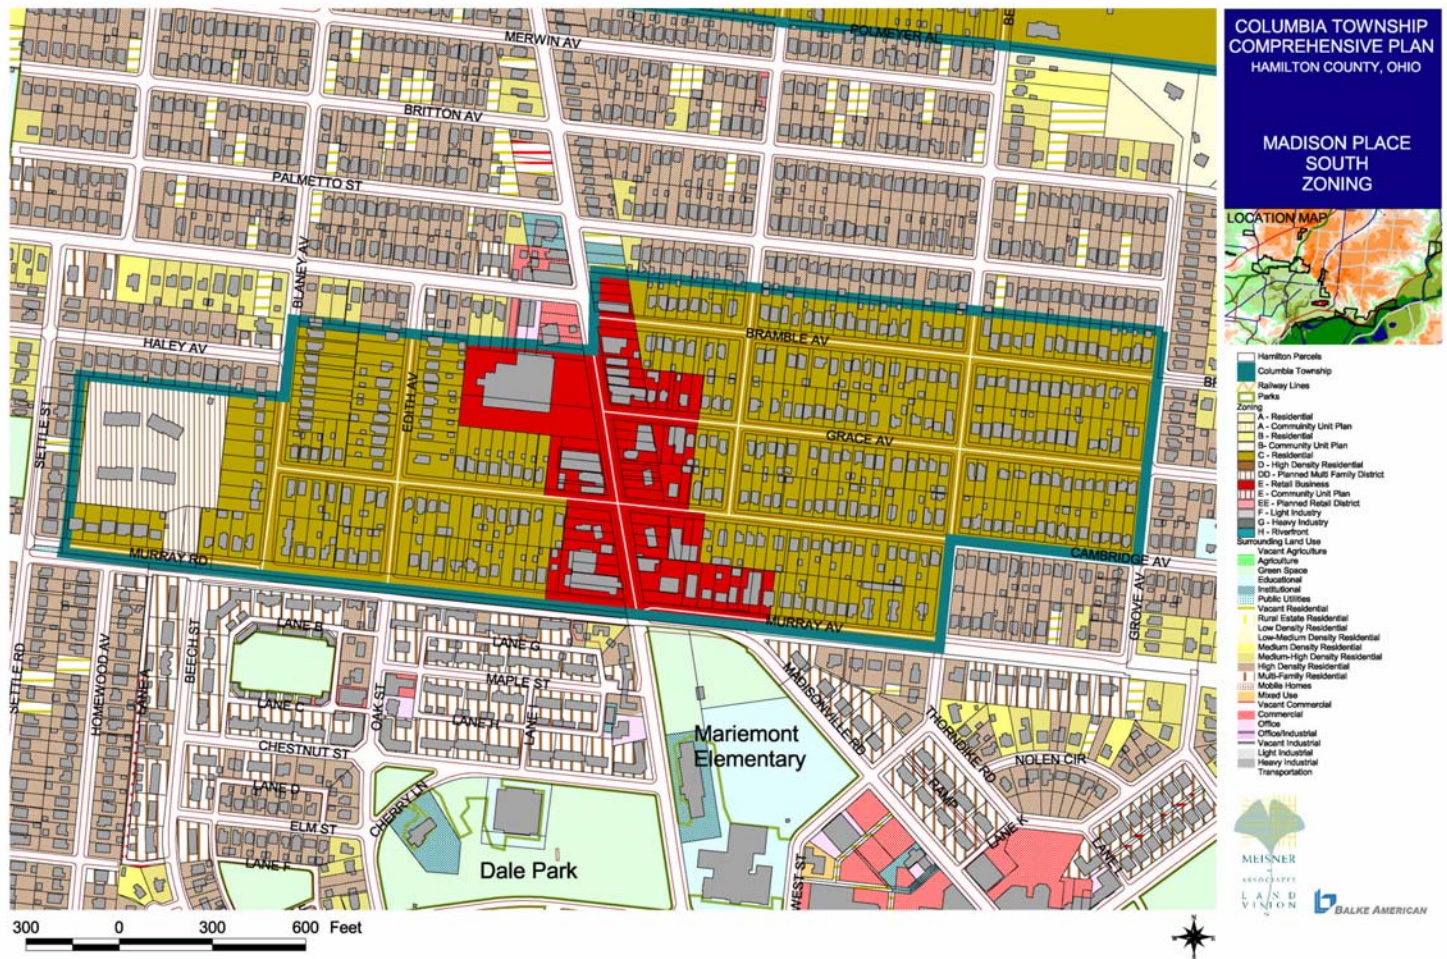 COLUMBIA TOWNSHIP
COMPREHENSIVE PLAN
HAMILTON COUNTY, OHIO
MADISON PLACE
SOUTH
ZONING
LOCATION MAP
Hamilton Parcels
Columbia Township
Railway Lines
Parks
Zoning
A - Residential
A - Community Unit Plan
B - Residential
B- Community Unit Plan
C - Residential
D - High Density Residential
DD - Planned Multi Family District
E - Retail Business
E - Community Unit Plan
EE - Planned Retail District
F - Light Industry
G - Heavy Industry
H - Riverfront
Surrounding Land Use
Vacant Agriculture
Agriculture
Green Space
Educational
Institutional
Public Utilities
Vacant Residential
Rural Estate Residential
Low Density Residential
Low-Medium Density Residential
Medium Density Residential
Medium-High Density Residential
High Density Residential
Multi-Family Residential
Mobile Homes
Mixed Use
Vacant Commercial
Commercial
Office
Office/Industrial
Vacant Industrial
Light Industrial
Heavy Industrial
Transportation
MEISNER
ASSOCIATES
LAND
VISION
BALKE AMERICAN
MERWIN AV
POLMEYER AL
BE
BRITTON AV
PALMETTO ST
BLANEY AV
HALEY AV
BRAMBLE AV
BR
EDITH AV
SETTLE ST
GRACE AV
MURRAY RD
CAMBRIDGE AV
GROVE AV
MURRAY AV
LANE B
LANE G
BEECH ST
HOMEWOOD AV
LANE A
SETTLE RD
MAPLE ST
OAK ST
LANE C
LANE H
LANE I
MADISONVILLE RD
THORNDIKE RD
Mariemont
Elementary
CHESTNUT ST
NOLEN CIR
LANE D
RAMP
CHERRY LN
ELM ST
LANE K
LANE
LANE F
Dale Park
WEST ST
300 0 300 600 Feet
N
W E
S